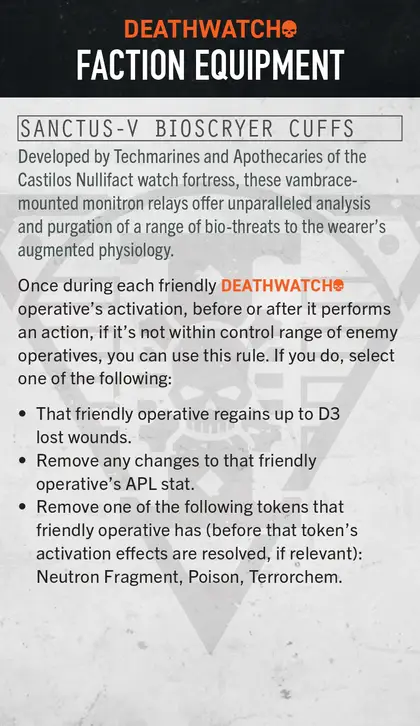 DEATHWATCH
FACTION EQUIPMENT
SANCTUS-V BIOSCRYER CUFFS
Developed by Techmarines and Apothecaries of the
Castilos Nullifact watch fortress, these vambrace-
mounted monitron relays offer unparalleled analysis
and purgation of a range of bio-threats to the wearer's
augmented physiology.
Once during each friendly DEATHWATCH
operative's activation, before or after it performs
an action, if it's not within control range of enemy
operatives, you can use this rule. If you do, select
one of the following:
• That friendly operative regains up to D3
lost wounds.
• Remove any changes to that friendly
operative's APL stat.
• Remove one of the following tokens that
friendly operative has (before that token's
activation effects are resolved, if relevant):
Neutron Fragment, Poison, Terrorchem.